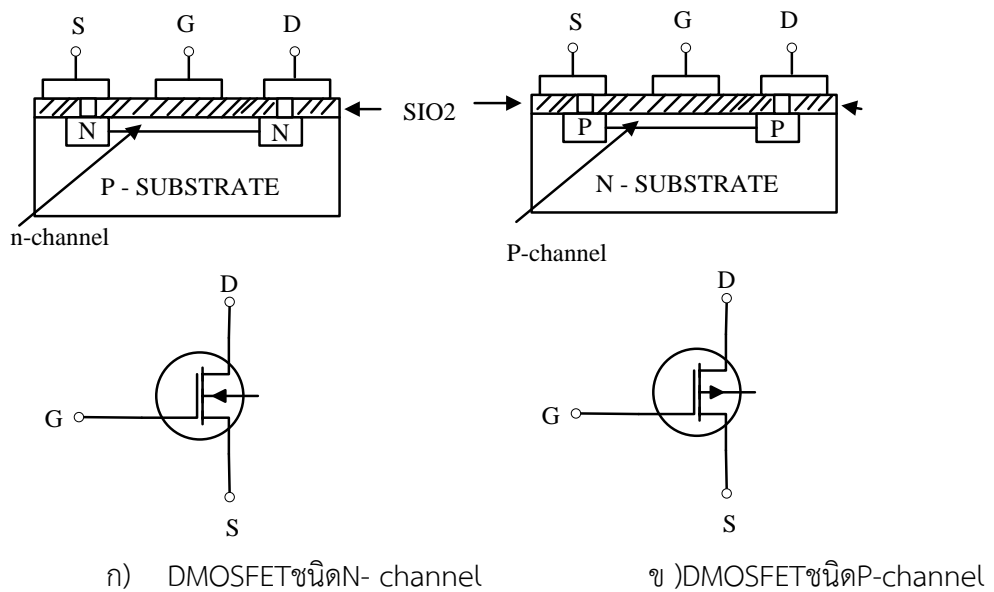 S G D S G D
SIO2
N N P P
P - SUBSTRATE N - SUBSTRATE
n-channel P-channel
D D
G G
S S
ก) DMOSFETชนิดN- channel ข )DMOSFETชนิดP-channel